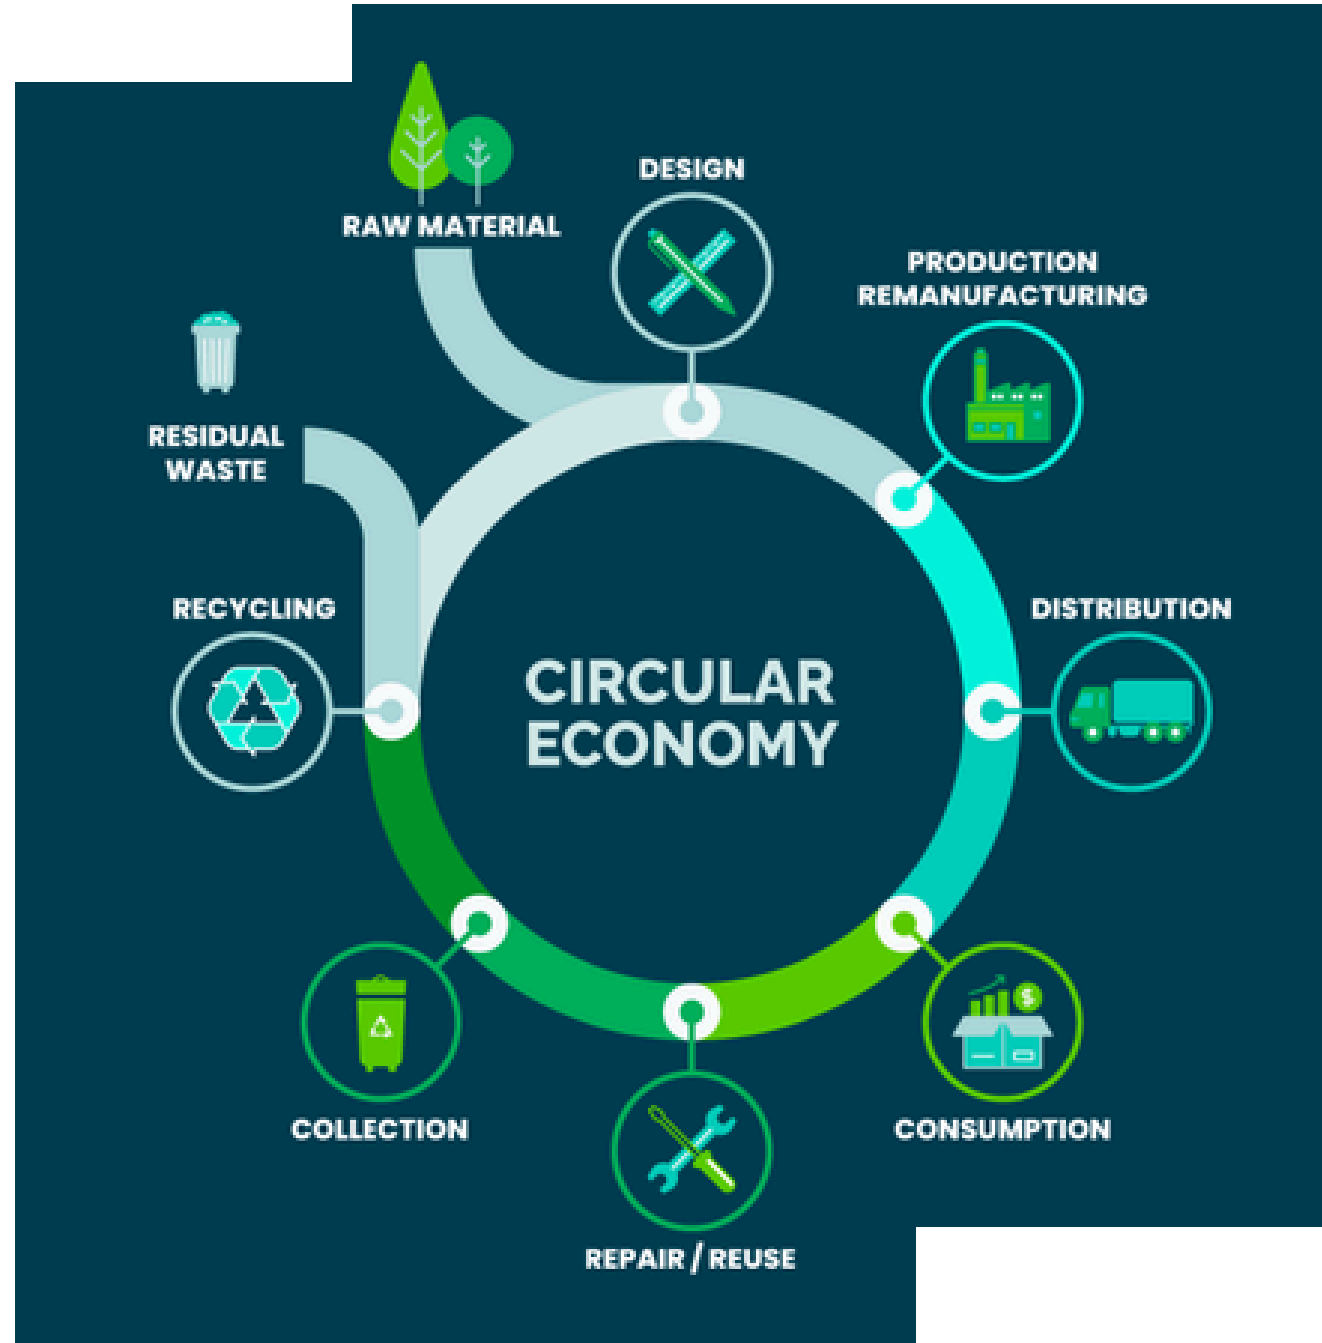 RAW MATERIAL
DESIGN
PRODUCTION
REMANUFACTURING
RESIDUAL
WASTE
RECYCLING
DISTRIBUTION
CIRCULAR
ECONOMY
$
COLLECTION
CONSUMPTION
REPAIR / REUSE